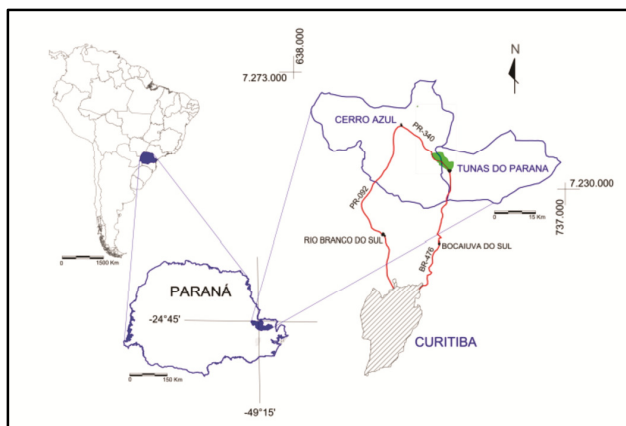 638.000
7.273.000
N
CERRO AZUL
PR-340
TUNAS DO PARANA
7.230.000
737.000
0 15 Km
PR-092
RIO BRANCO DO SUL
BOCAIUVA DO SUL
BR-476
CURITIBA
0 1500 Km
PARANÁ
-24°45'
0 150 Km
-49°15'